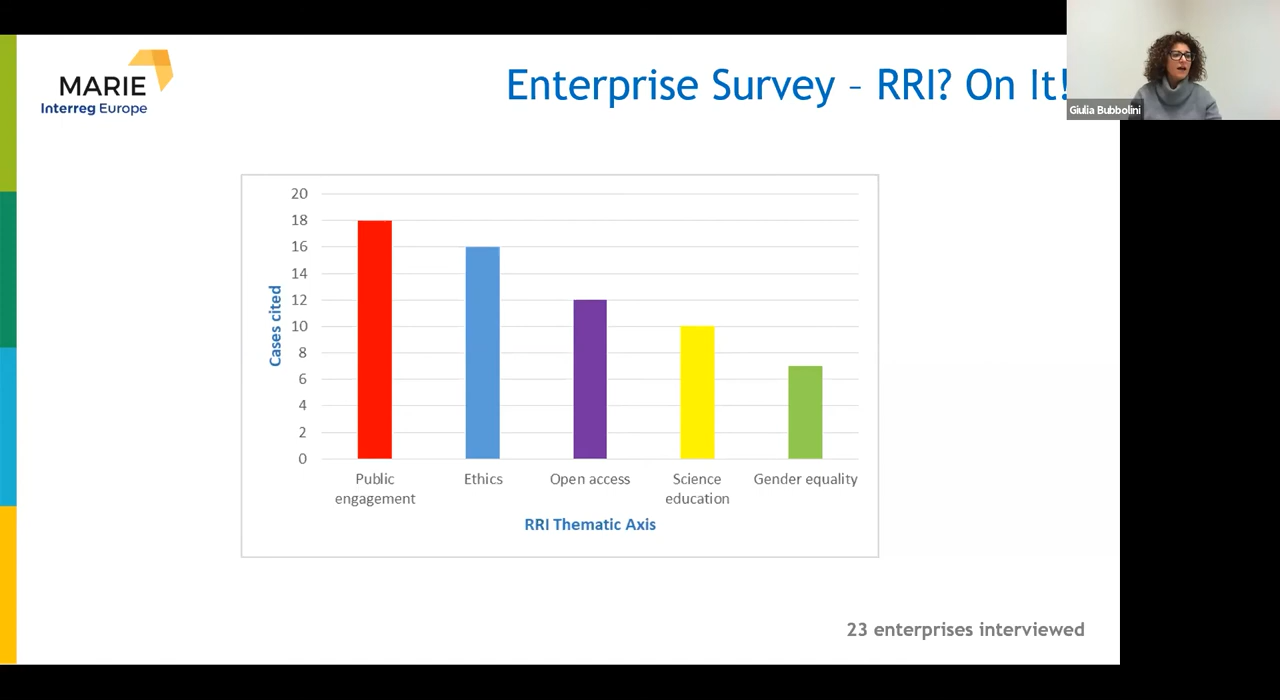 MARIE
Interreg Europe
Enterprise Survey – RRI? On It!
Giulia Bubbolini
20
18
16
14
12
10
8
6
4
2
0
Cases cited
Public engagement
Ethics
Open access
Science education
Gender equality
RRI Thematic Axis
23 enterprises interviewed